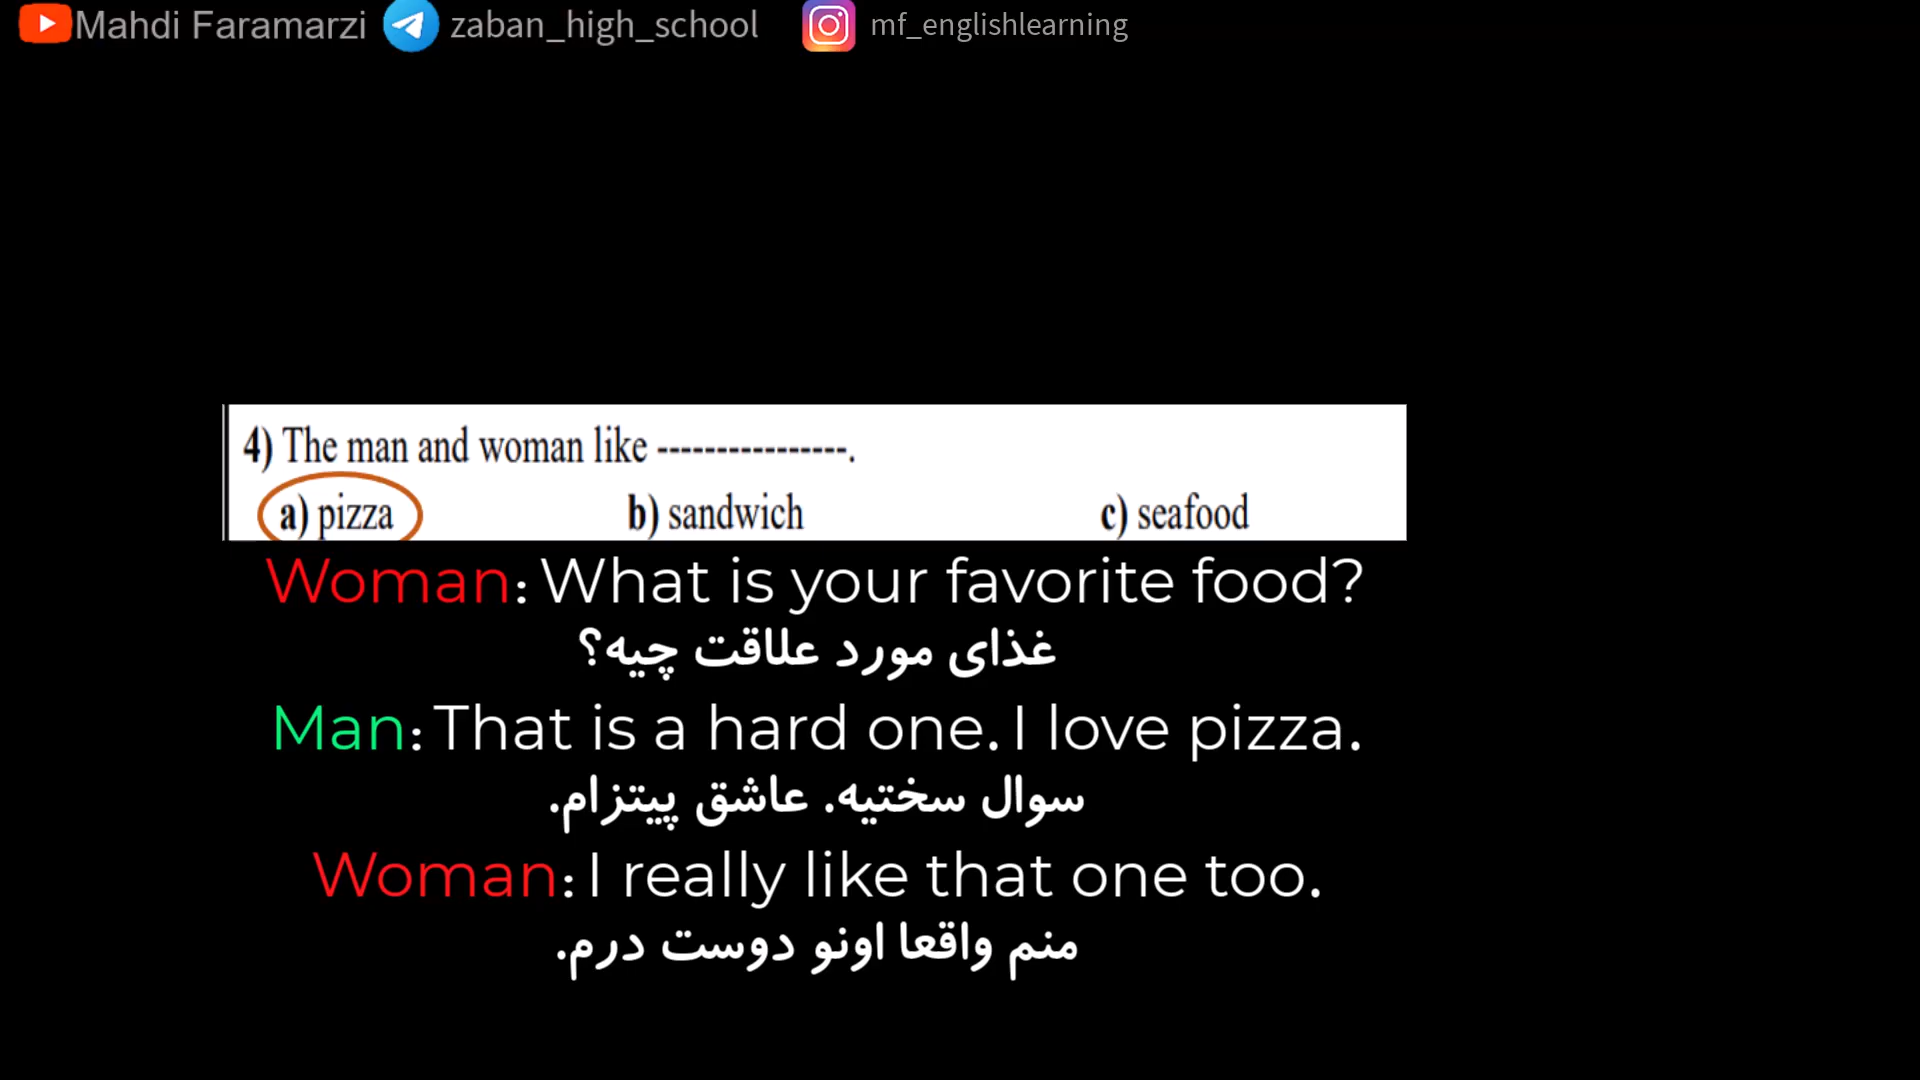 Mahdi Faramarzi zaban_high_school mf_englishlearning
4) The man and woman like ----------------.
a) pizza b) sandwich c) seafood
Woman: What is your favorite food?
غذای مورد علاقت چیه؟
Man: That is a hard one. I love pizza.
سوال سختیه. عاشق پیتزام.
Woman: I really like that one too.
منم واقعا اونو دوست درم.